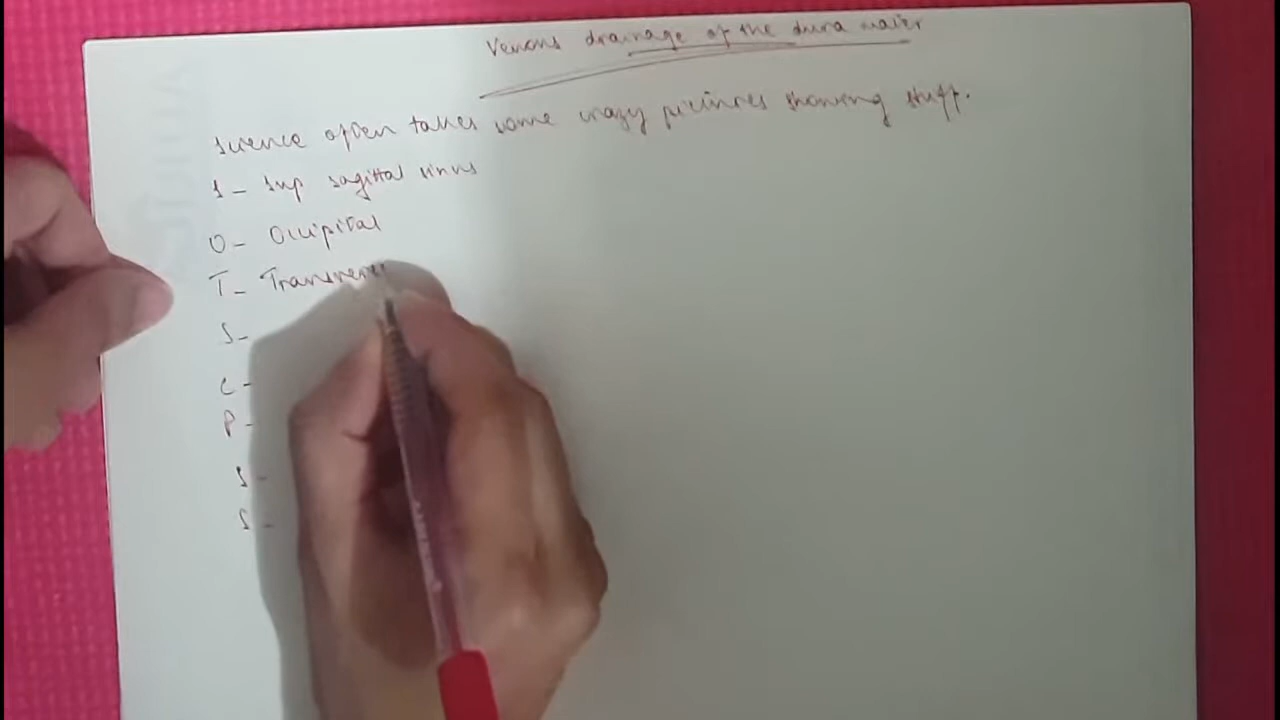 Venous drainage of the dura mater
Science often takes some crazy pictures showing stuff.
S - Sup sagittal sinus
O - Occipital
T - Transverse
S -
C -
P -
S -
S -